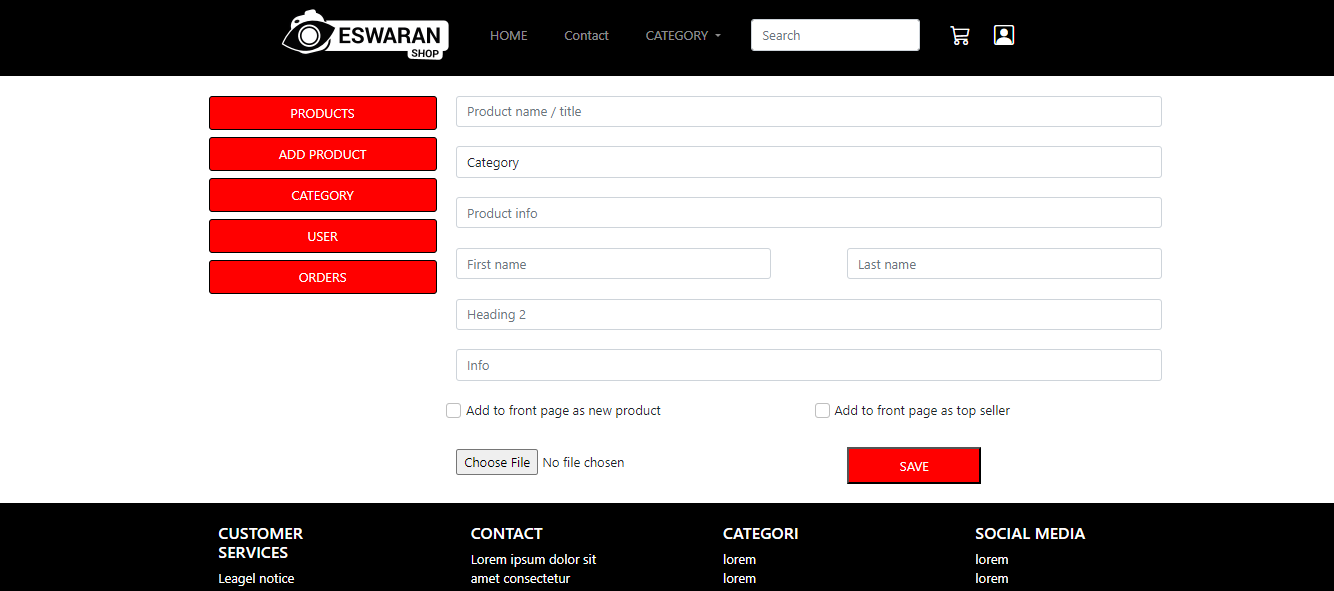 ESWARAN
SHOP
HOME
Contact
CATEGORY
Search
PRODUCTS
ADD PRODUCT
CATEGORY
USER
ORDERS
Product name / title
Category
Product info
First name
Last name
Heading 2
Info
Add to front page as new product
Add to front page as top seller
Choose File No file chosen
SAVE
CUSTOMER
SERVICES
Leagel notice
CONTACT
Lorem ipsum dolor sit
amet consectetur
CATEGORI
lorem
lorem
SOCIAL MEDIA
lorem
lorem